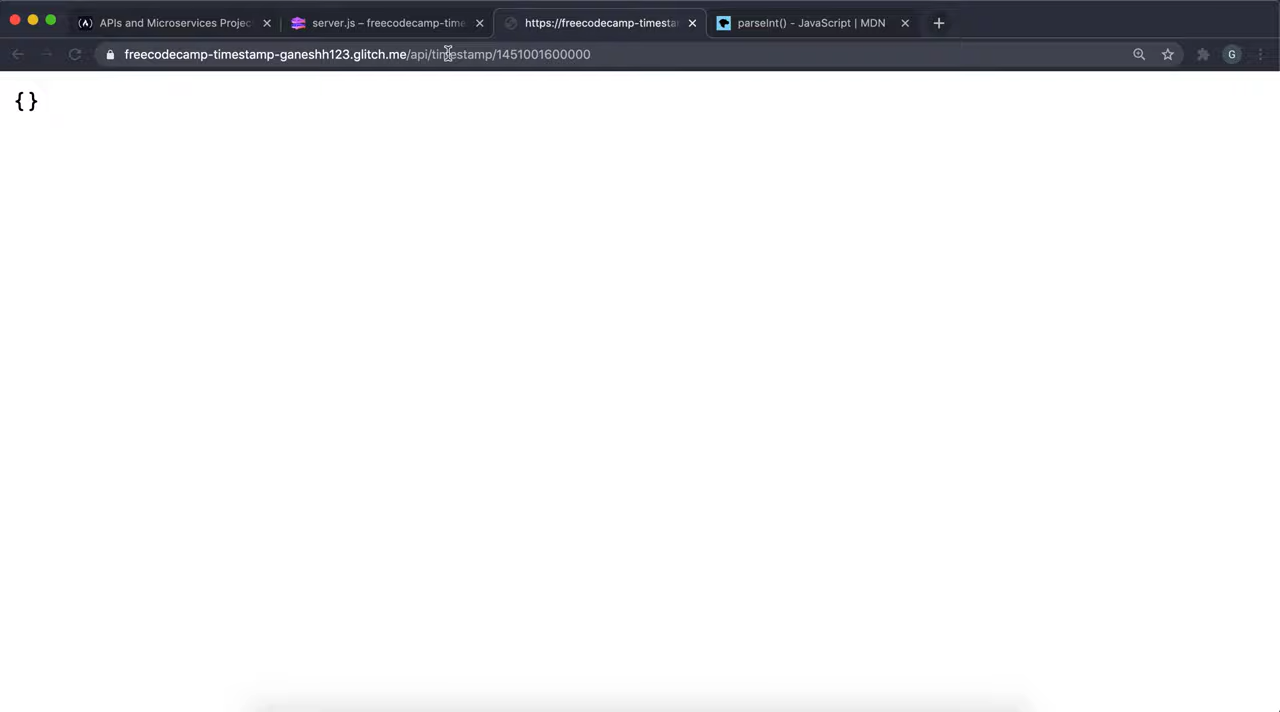 APIs and Microservices Projec
server.js – freecodecamp-time
https://freecodecamp-timesta
parseInt() - JavaScript | MDN
freecodecamp-timestamp-ganeshh123.glitch.me/api/timestamp/1451001600000
G
{}